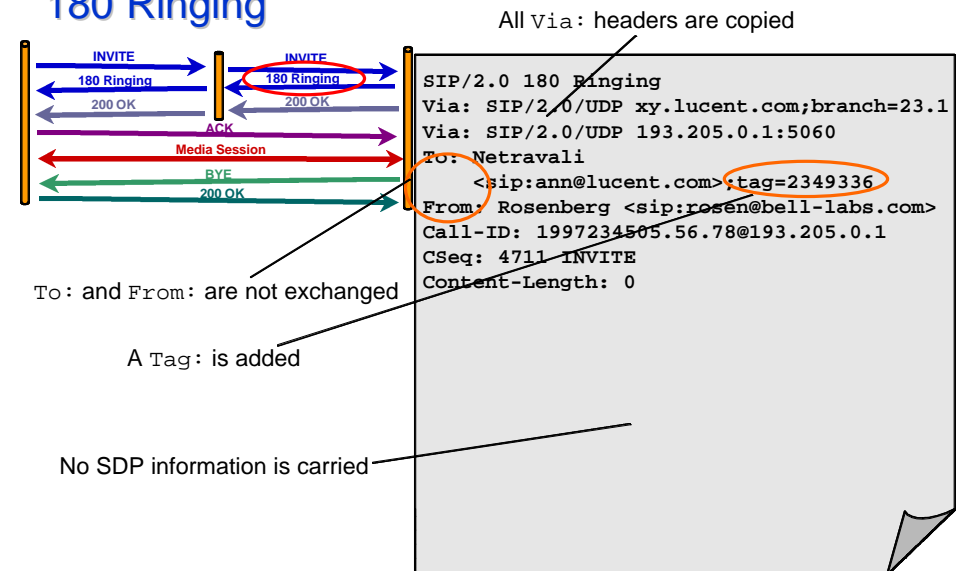 180 Ringing
All Via: headers are copied
INVITE
INVITE
180 Ringing
180 Ringing
200 OK
200 OK
ACK
Media Session
BYE
200 OK
SIP/2.0 180 Ringing
Via: SIP/2.0/UDP xy.lucent.com;branch=23.1
Via: SIP/2.0/UDP 193.205.0.1:5060
To: Netravali
<sip:ann@lucent.com>;tag=2349336
From: Rosenberg <sip:rosen@bell-labs.com>
Call-ID: 1997234505.56.78@193.205.0.1
CSeq: 4711 INVITE
Content-Length: 0
To: and From: are not exchanged
A Tag: is added
No SDP information is carried